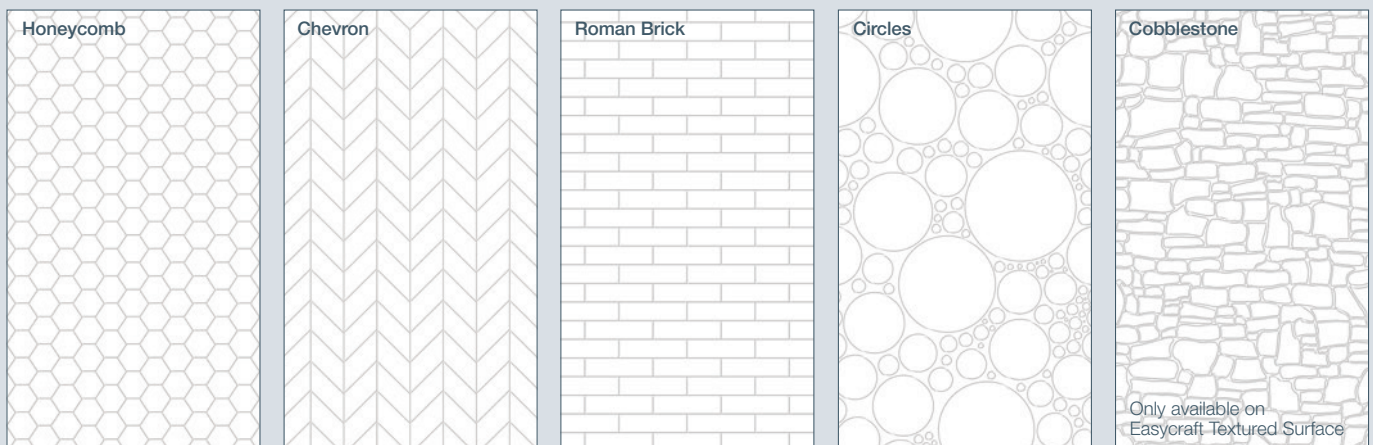 Honeycomb
Chevron
Roman Brick
Circles
Cobblestone
Only available on
Easycraft Textured Surface